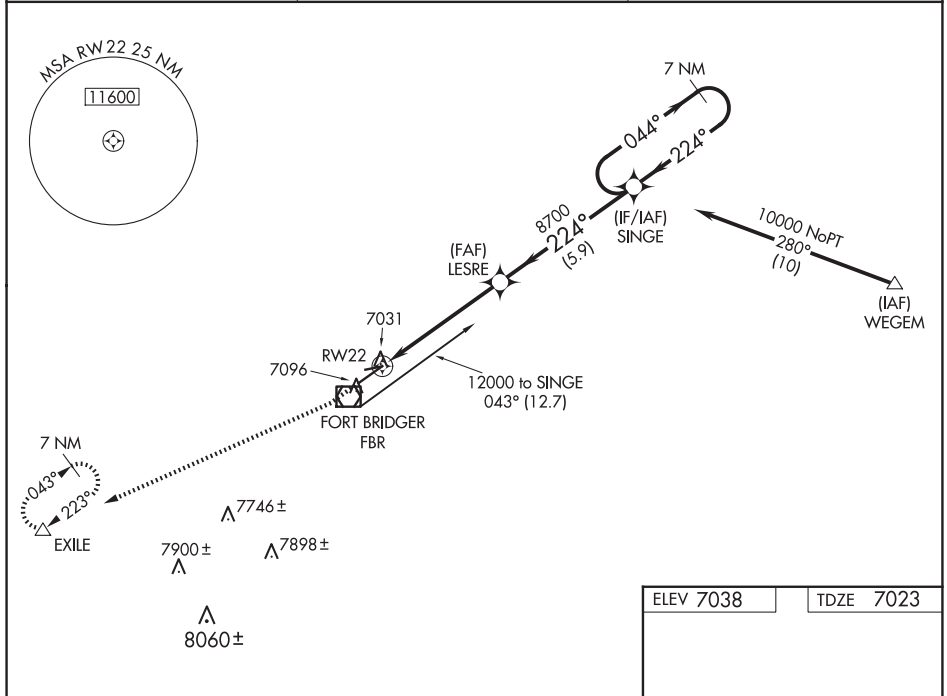 MSA RW22 25 NM
11600
7 NM
044°
224°
(IF/IAF)
SINGE
8700
224°
(5.9)
10000 NoPT
280°
(10)
(IAF)
WEGEM
(FAF)
LESRE
7031
RW22
7096
12000 to SINGE
043° (12.7)
FORT BRIDGER
FBR
7 NM
043°
223°
EXILE
7746±
7900±
7898±
8060±
ELEV 7038
TDZE 7023